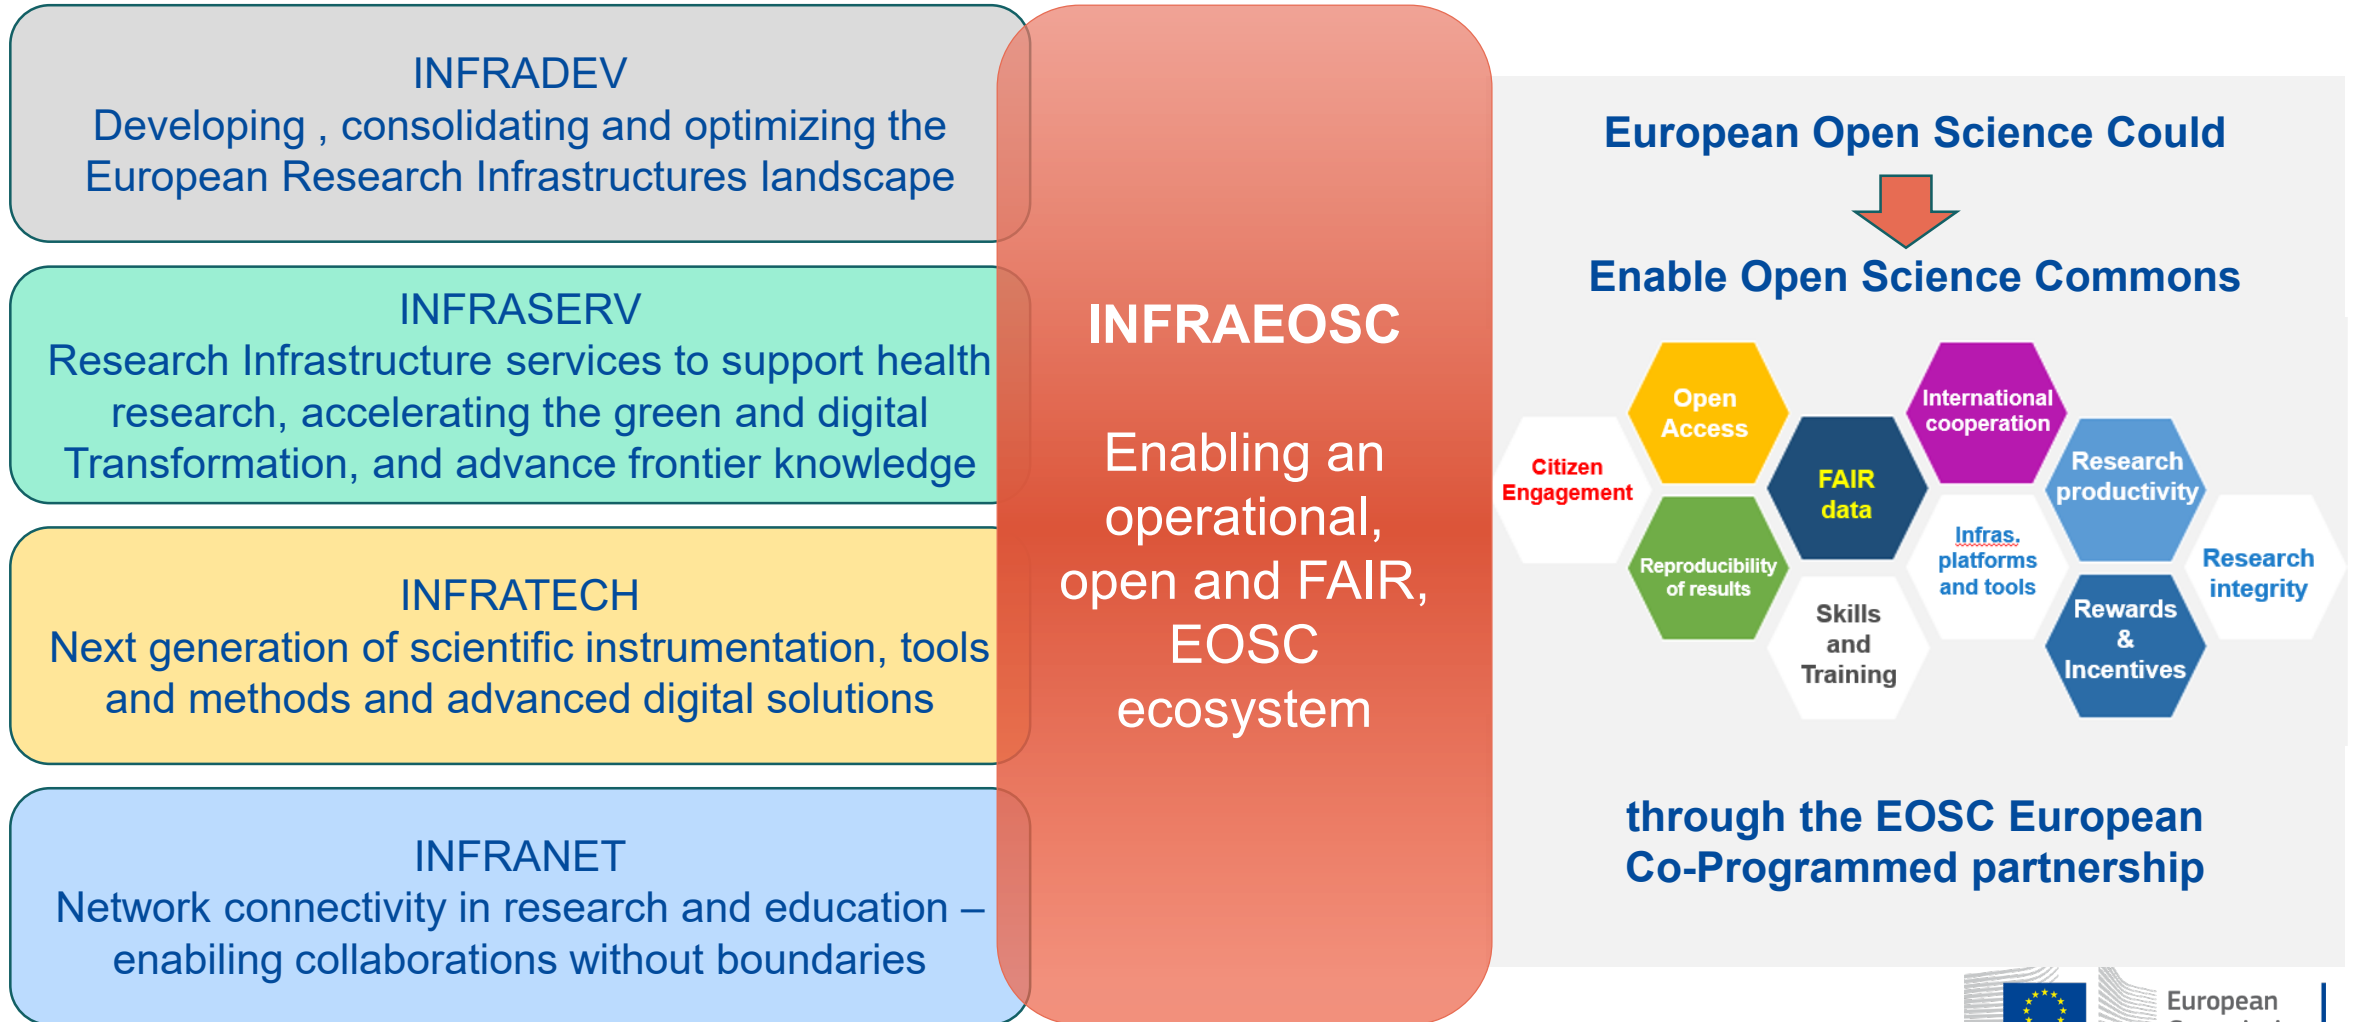 INFRADEV
Developing , consolidating and optimizing the
European Research Infrastructures landscape
INFRASERV
Research Infrastructure services to support health
research, accelerating the green and digital
Transformation, and advance frontier knowledge
INFRATECH
Next generation of scientific instrumentation, tools
and methods and advanced digital solutions
INFRANET
Network connectivity in research and education –
enabiling collaborations without boundaries
INFRAEOSC
Enabling an
operational,
open and FAIR,
EOSC
ecosystem
European Open Science Could
Enable Open Science Commons
Citizen
Engagement
Open
Access
Reproducibility
of results
FAIR
data
Skills
and
Training
International
cooperation
Infras.
platforms
and tools
Research
productivity
Rewards
&
Incentives
Research
integrity
through the EOSC European
Co-Programmed partnership
European